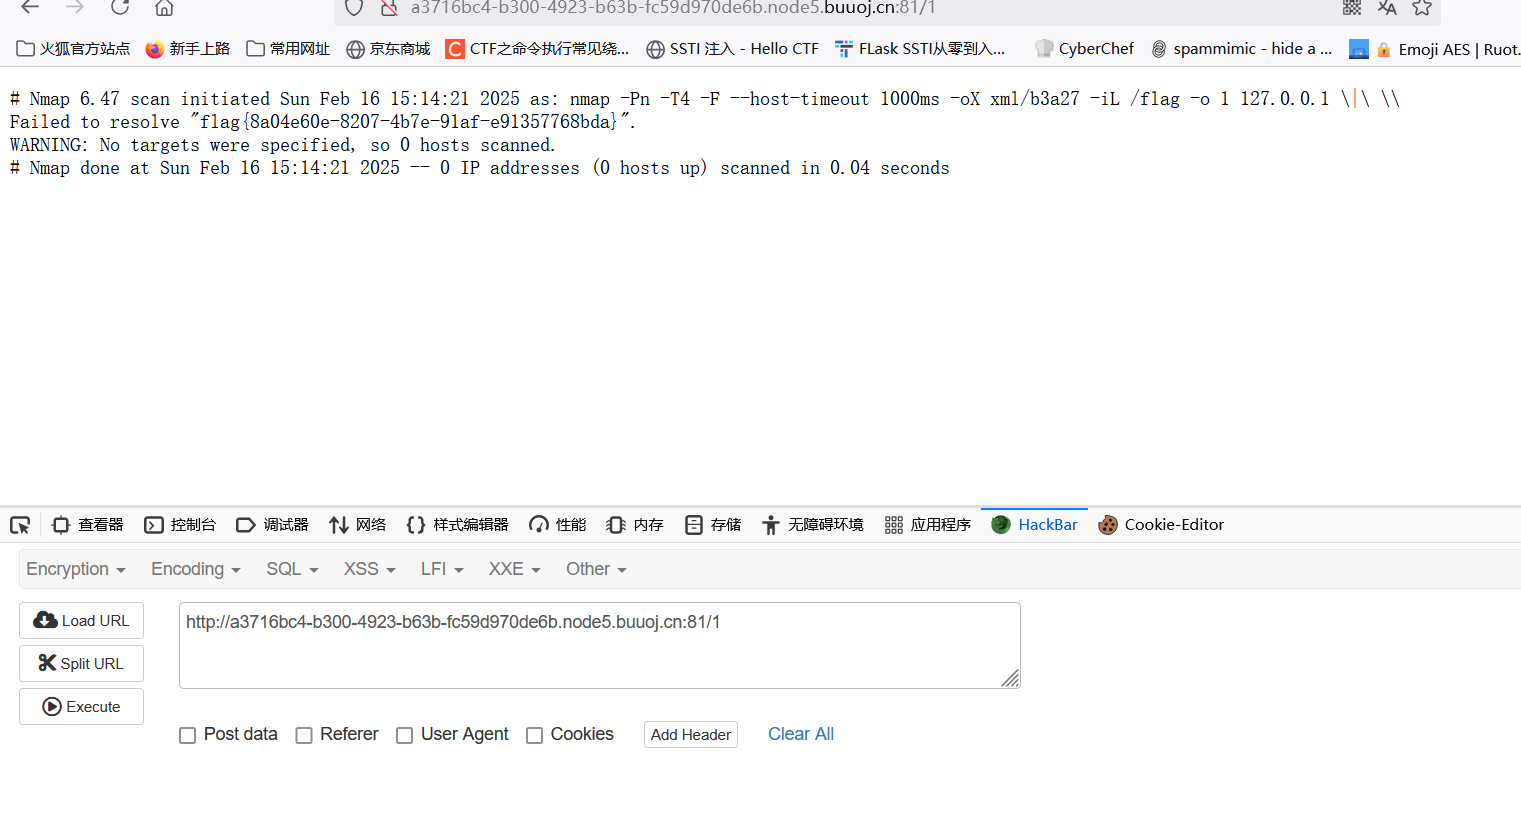 a3716bc4-b300-4923-b63b-fc59d970de6b.node5.buuoj.cn:81/1
火狐官方站点 新手上路 常用网址 京东商城 CTF之命令执行常见绕... SSTI 注入 - Hello CTF FLask SSTI从零到入... CyberChef spammimic - hide a ... Emoji AES | Ruot.
# Nmap 6.47 scan initiated Sun Feb 16 15:14:21 2025 as: nmap -Pn -T4 -F --host-timeout 1000ms -oX xml/b3a27 -iL /flag -o 1 127.0.0.1 \|\ \\
Failed to resolve "flag{8a04e60e-8207-4b7e-91af-e91357768bda}".
WARNING: No targets were specified, so 0 hosts scanned.
# Nmap done at Sun Feb 16 15:14:21 2025 -- 0 IP addresses (0 hosts up) scanned in 0.04 seconds
查看器 控制台 调试器 网络 样式编辑器 性能 内存 存储 无障碍环境 应用程序 HackBar Cookie-Editor
Encryption Encoding SQL XSS LFI XXE Other
Load URL
http://a3716bc4-b300-4923-b63b-fc59d970de6b.node5.buuoj.cn:81/1
Split URL
Execute
Post data Referer User Agent Cookies Add Header Clear All